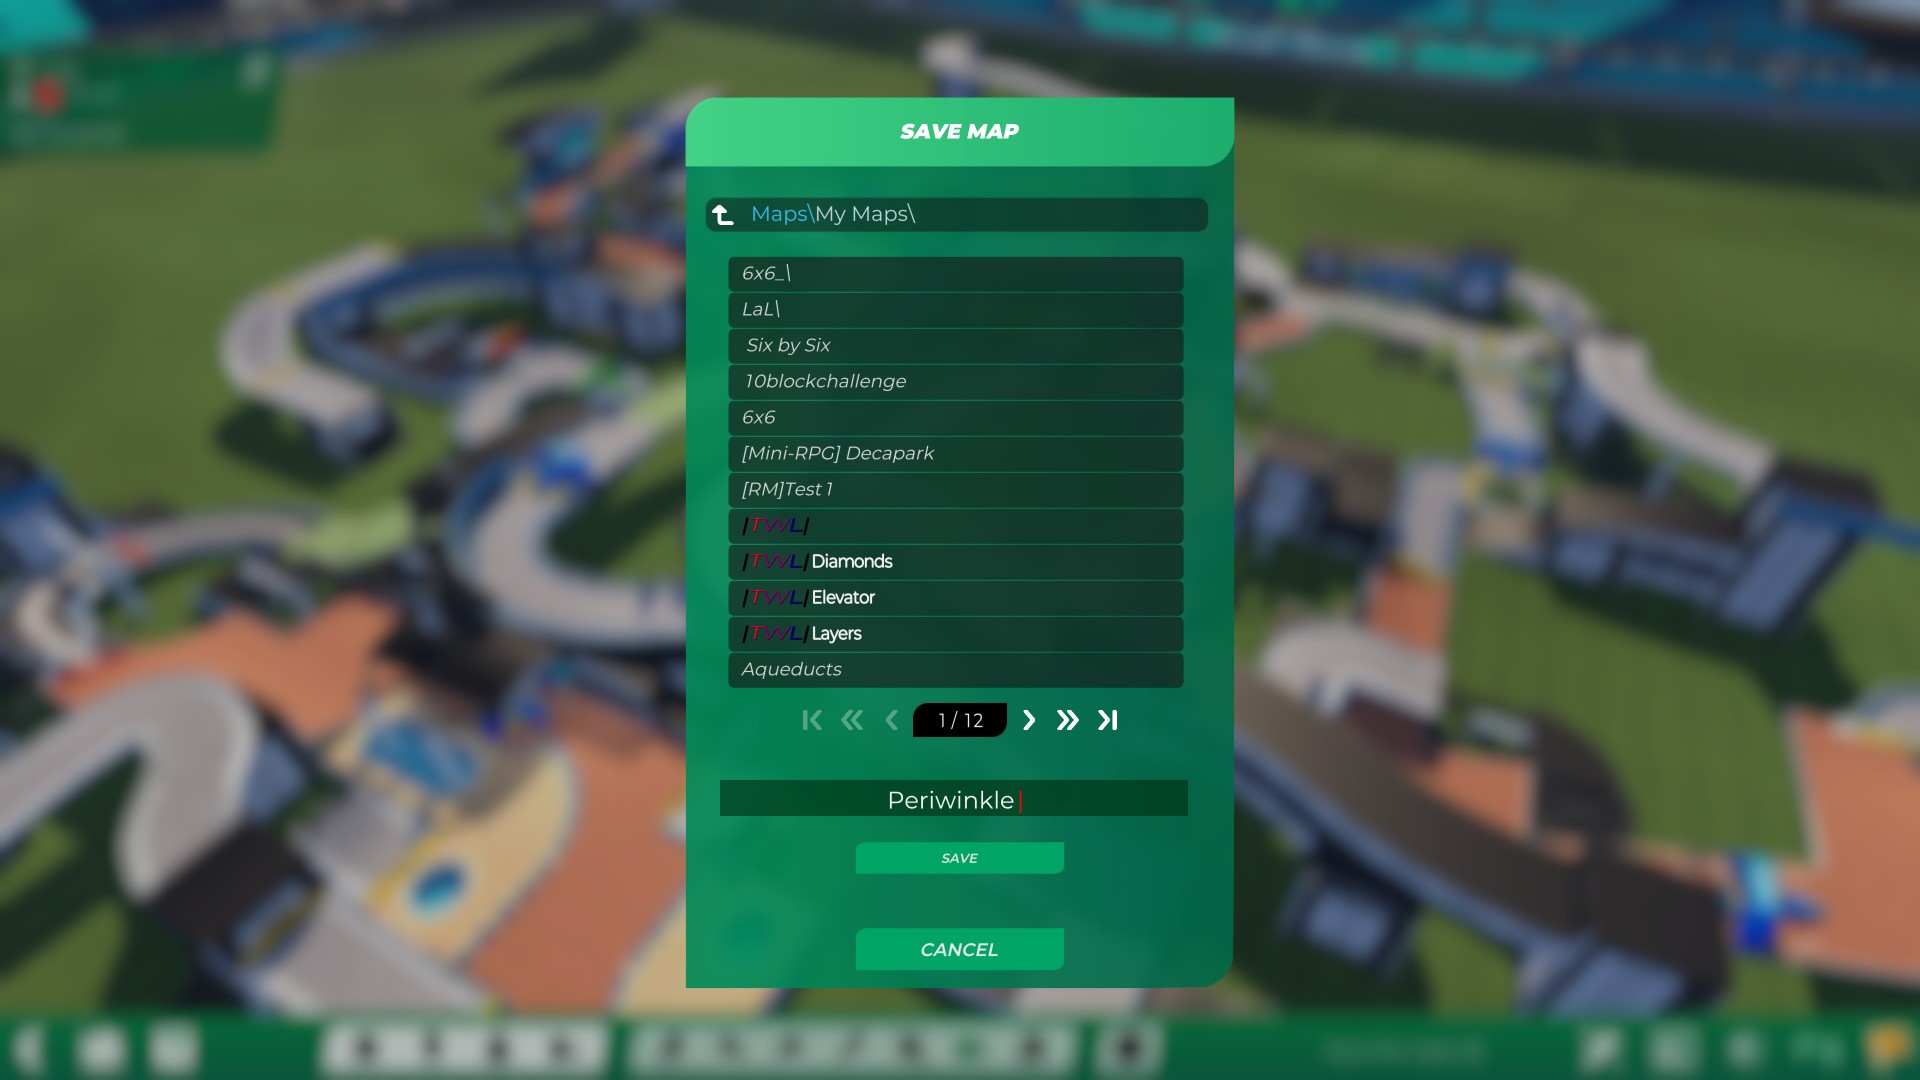 SAVE MAP
Maps\My Maps\
6x6_\
LaL\
Six by Six
10blockchallenge
6x6
[Mini-RPG] Decapark
[RM]Test 1
|TWL|
|TWL| Diamonds
|TWL| Elevator
|TWL| Layers
Aqueducts
1 / 12
Periwinkle
SAVE
CANCEL